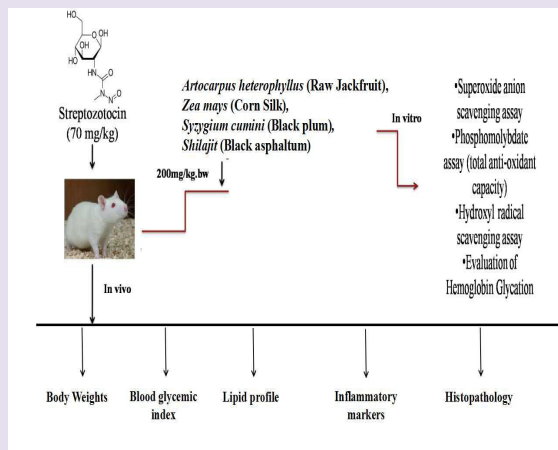 HO
O
OH
OH
HO
HN
O
N
N
O
Streptozotocin
(70 mg/kg)
Artocarpus heterophyllus (Raw Jackfruit),
Zea mays (Corn Silk),
Syzygium cumini (Black plum),
Shilajit (Black asphaltum)
200mg/kg.bw
In vitro
•Superoxide anion
scavenging assay
•Phosphomolybdate
assay (total anti-oxidant
capacity)
•Hydroxyl radical
scavenging assay
•Evaluation of
Hemoglobin Glycation
In vivo
Body Weights
Blood glycemic
index
Lipid profile
Inflammatory
markers
Histopathology